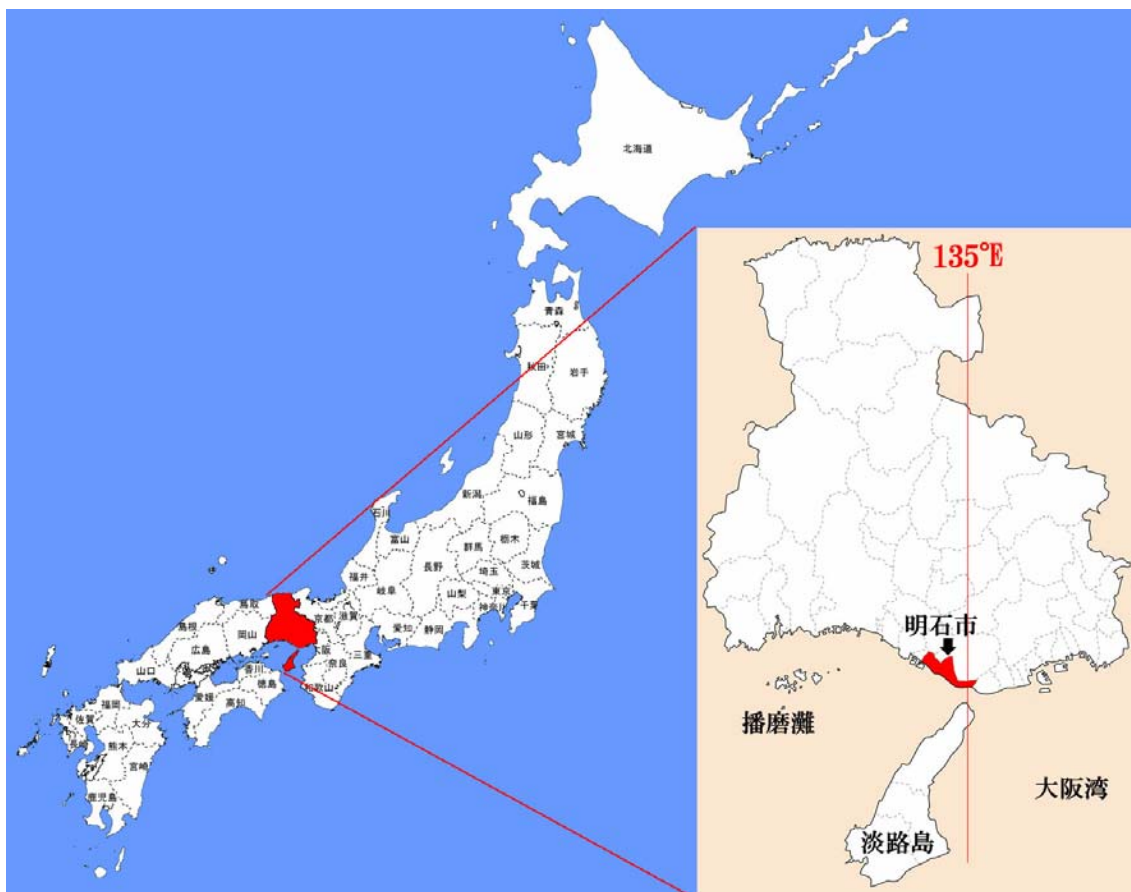 北海道
青森
秋田
岩手
山形
宮城
新潟
福島
石川
富山
群馬
栃木
茨城
福井
長野
埼玉
岐阜
山梨
東京
神奈川
千葉
愛知
静岡
鳥取
島根
岡山
広島
山口
京都
滋賀
大阪
奈良
三重
和歌山
香川
徳島
愛媛
高知
福岡
佐賀
大分
長崎
熊本
宮崎
鹿児島
135°E
明石市
播磨灘
大阪湾
淡路島